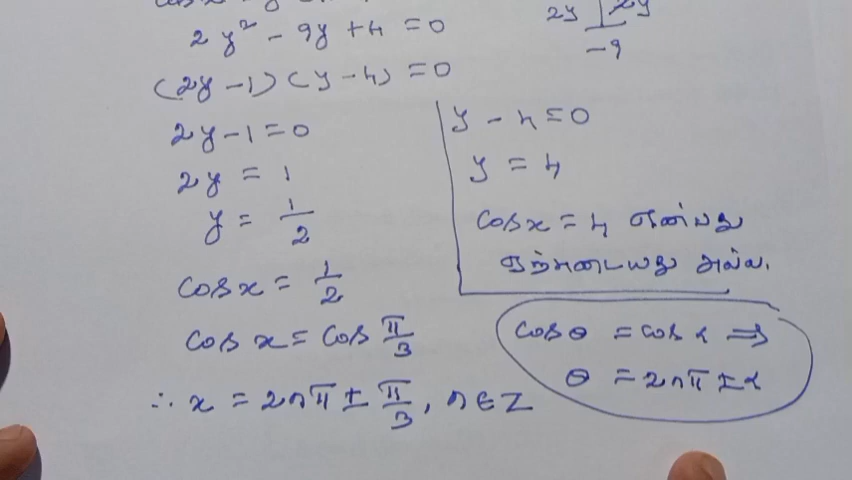 2y² - 9y + 4 = 0
2y
-9
(2y - 1) (y - 4) = 0
2y - 1 = 0
2y = 1
y = 1/2
y - 4 = 0
y = 4
cos x = 4 என்பது
ஏற்புடையது அல்ல.
cos x = 1/2
cos x = cos π/3
∴ x = 2nπ ± π/3, n ∈ Z
cos θ = cos α ⇒
θ = 2nπ ± α